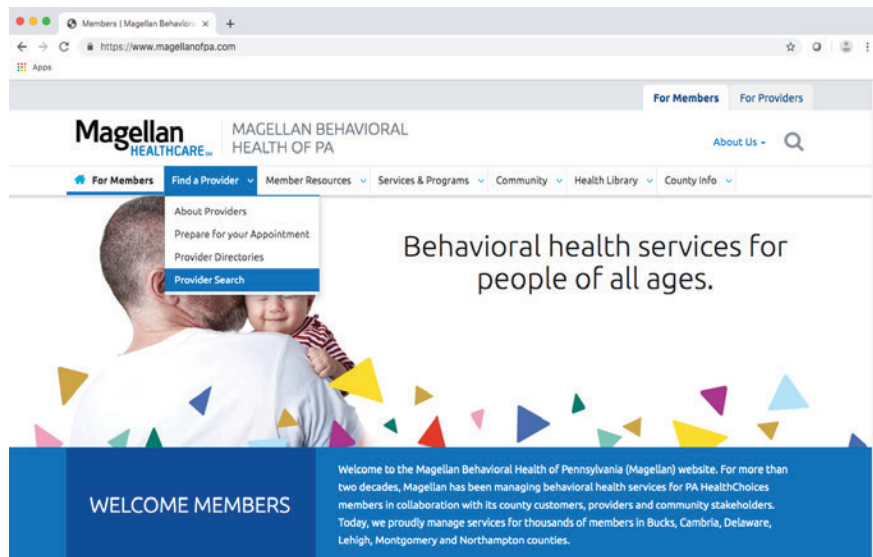 Members | Magellan Behaviora
https://www.magellanofpa.com
Apps
For Members For Providers
Magellan
HEALTHCARE SM
MAGELLAN BEHAVIORAL
HEALTH OF PA
About Us
For Members Find a Provider Member Resources Services & Programs Community Health Library County Info
About Providers
Prepare for your Appointment
Provider Directories
Provider Search
Behavioral health services for
people of all ages.
WELCOME MEMBERS
Welcome to the Magellan Behavioral Health of Pennsylvania (Magellan) website. For more than
two decades, Magellan has been managing behavioral health services for PA HealthChoices
members in collaboration with its county customers, providers and community stakeholders.
Today, we proudly manage services for thousands of members in Bucks, Cambria, Delaware,
Lehigh, Montgomery and Northampton counties.